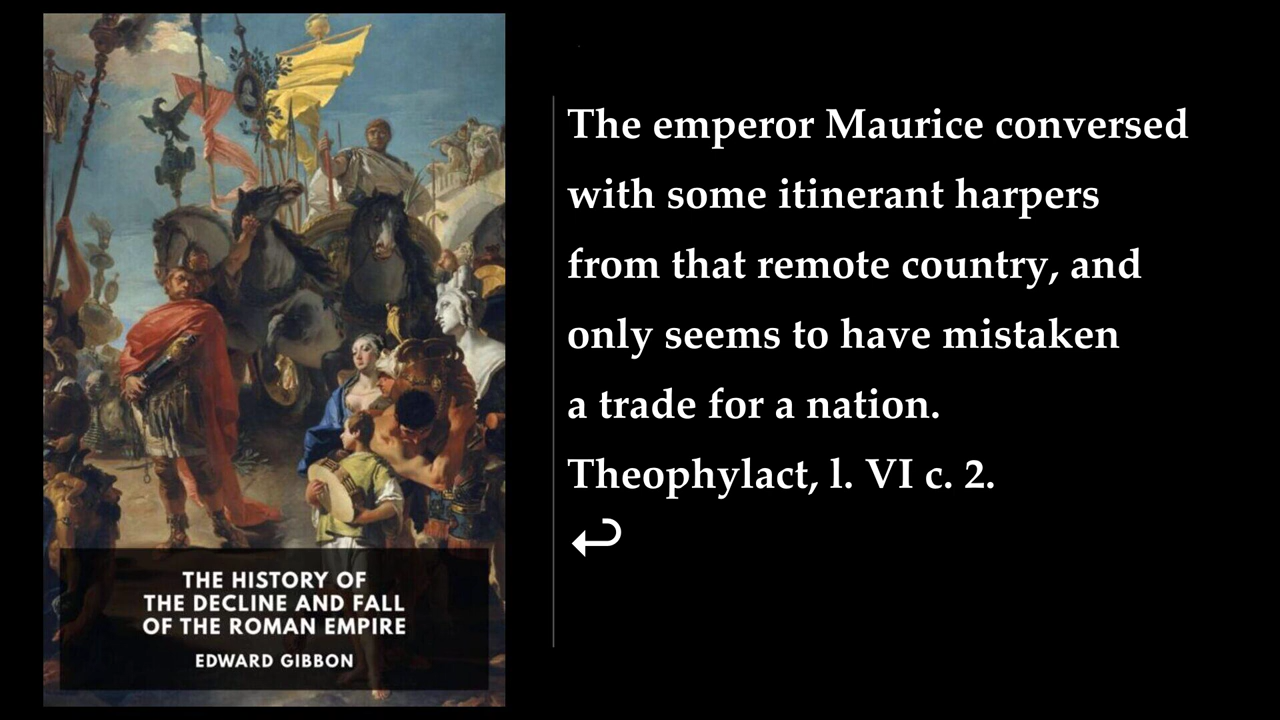 THE HISTORY OF
THE DECLINE AND FALL
OF THE ROMAN EMPIRE
EDWARD GIBBON
The emperor Maurice conversed
with some itinerant harpers
from that remote country, and
only seems to have mistaken
a trade for a nation.
Theophylact, l. VI c. 2.
↩